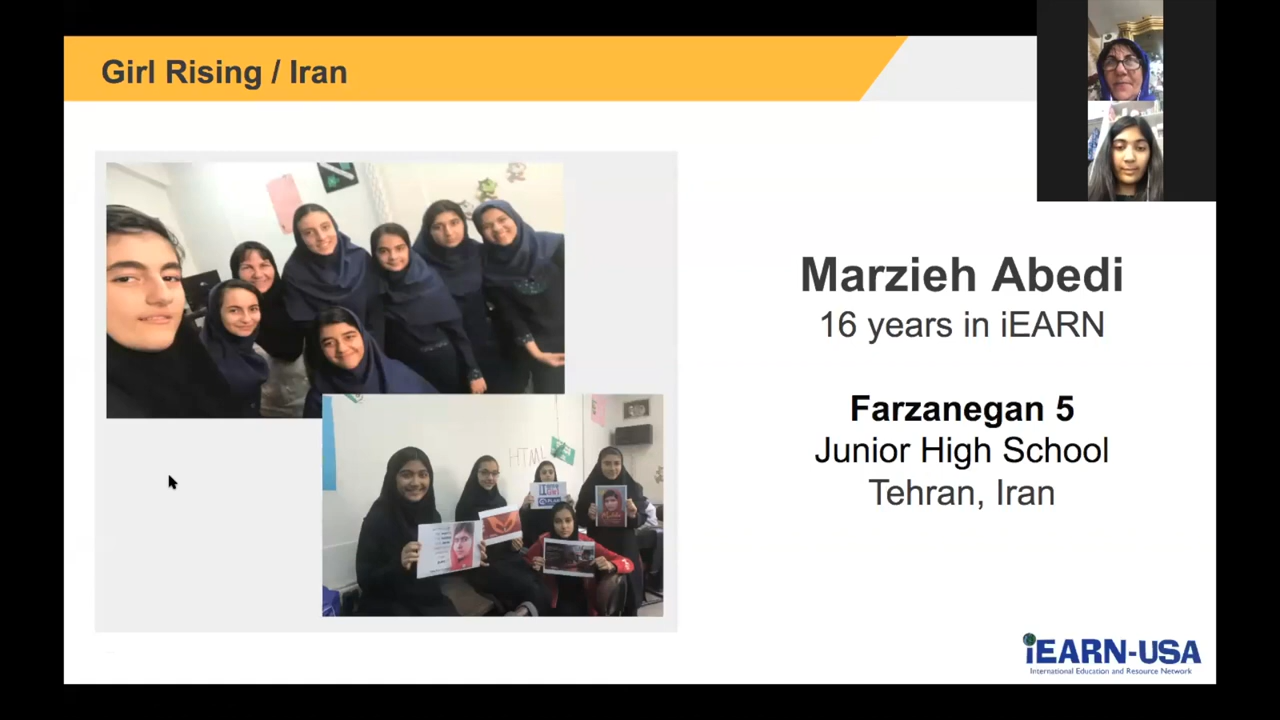 Girl Rising / Iran
Marzieh Abedi
16 years in iEARN
Farzanegan 5
Junior High School
Tehran, Iran
HTML
iEARN-USA
International Education and Resource Network